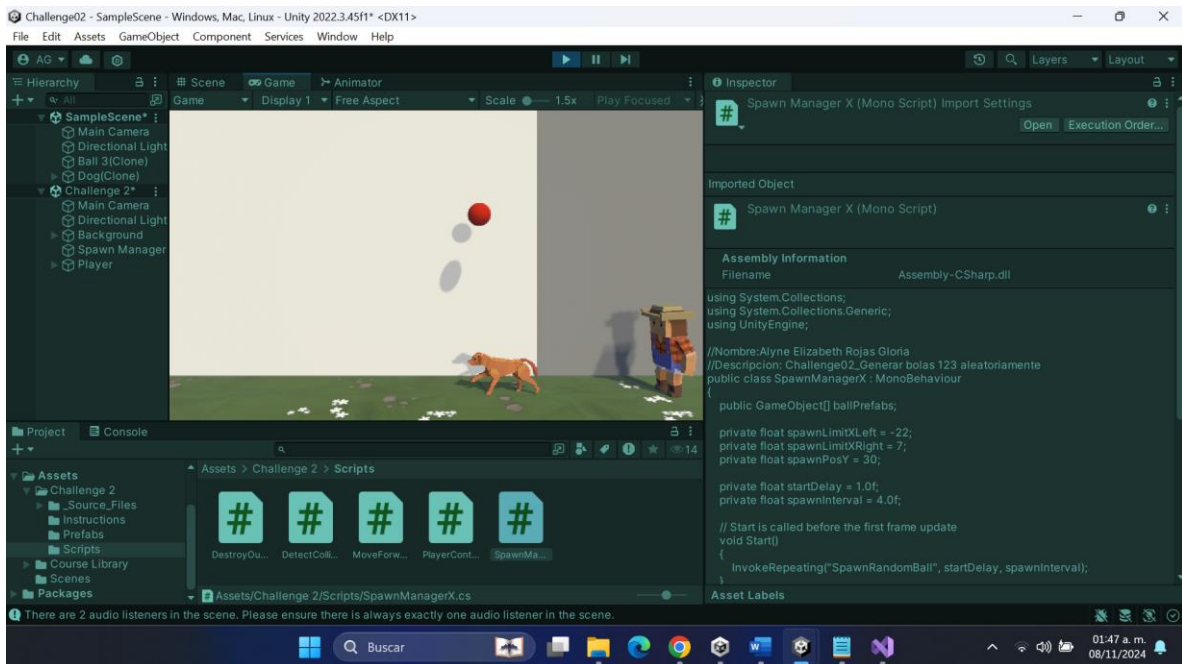 Challenge02 - SampleScene - Windows, Mac, Linux - Unity 2022.3.45f1* <DX11>
File Edit Assets GameObject Component Services Window Help
AG Layers Layout
Hierarchy
All
SampleScene*
Main Camera
Directional Light
Ball 3(Clone)
Dog(Clone)
Challenge 2*
Main Camera
Directional Light
Background
Spawn Manager
Player
Scene Game Animator
Game Display 1 Free Aspect Scale 1.5x Play Focused
Inspector
Spawn Manager X (Mono Script) Import Settings
Open Execution Order...
Imported Object
Spawn Manager X (Mono Script)
Assembly Information
Filename Assembly-CSharp.dll
using System.Collections;
using System.Collections.Generic;
using UnityEngine;
//Nombre:Alyne Elizabeth Rojas Gloria
//Descripcion: Challenge02_Generar bolas 123 aleatoriamente
public class SpawnManagerX : MonoBehaviour
{
public GameObject[] ballPrefabs;
private float spawnLimitXLeft = -22;
private float spawnLimitXRight = 7;
private float spawnPosY = 30;
private float startDelay = 1.0f;
private float spawnInterval = 4.0f;
// Start is called before the first frame update
void Start()
{
InvokeRepeating("SpawnRandomBall", startDelay, spawnInterval);
}
Asset Labels
Project Console
14
Assets
Challenge 2
_Source_Files
Instructions
Prefabs
Scripts
Course Library
Scenes
Packages
Assets > Challenge 2 > Scripts
DestroyOu... DetectColli... MoveForw... PlayerCont... SpawnMa...
Assets/Challenge 2/Scripts/SpawnManagerX.cs
There are 2 audio listeners in the scene. Please ensure there is always exactly one audio listener in the scene.
Buscar
01:47 a. m.
08/11/2024